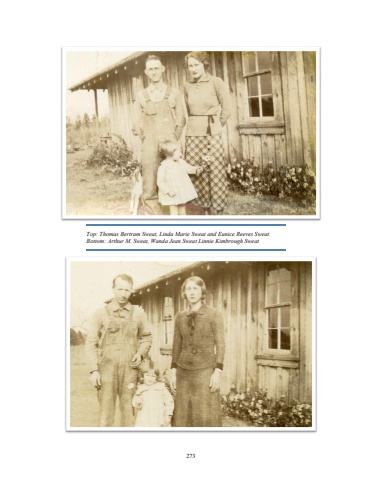 Top: Thomas Bertram Sweat, Linda Marie Sweat and Eunice Reeves Sweat.
Bottom: Arthur M. Sweat, Wanda Jean Sweat Linnie Kimbrough Sweat
273